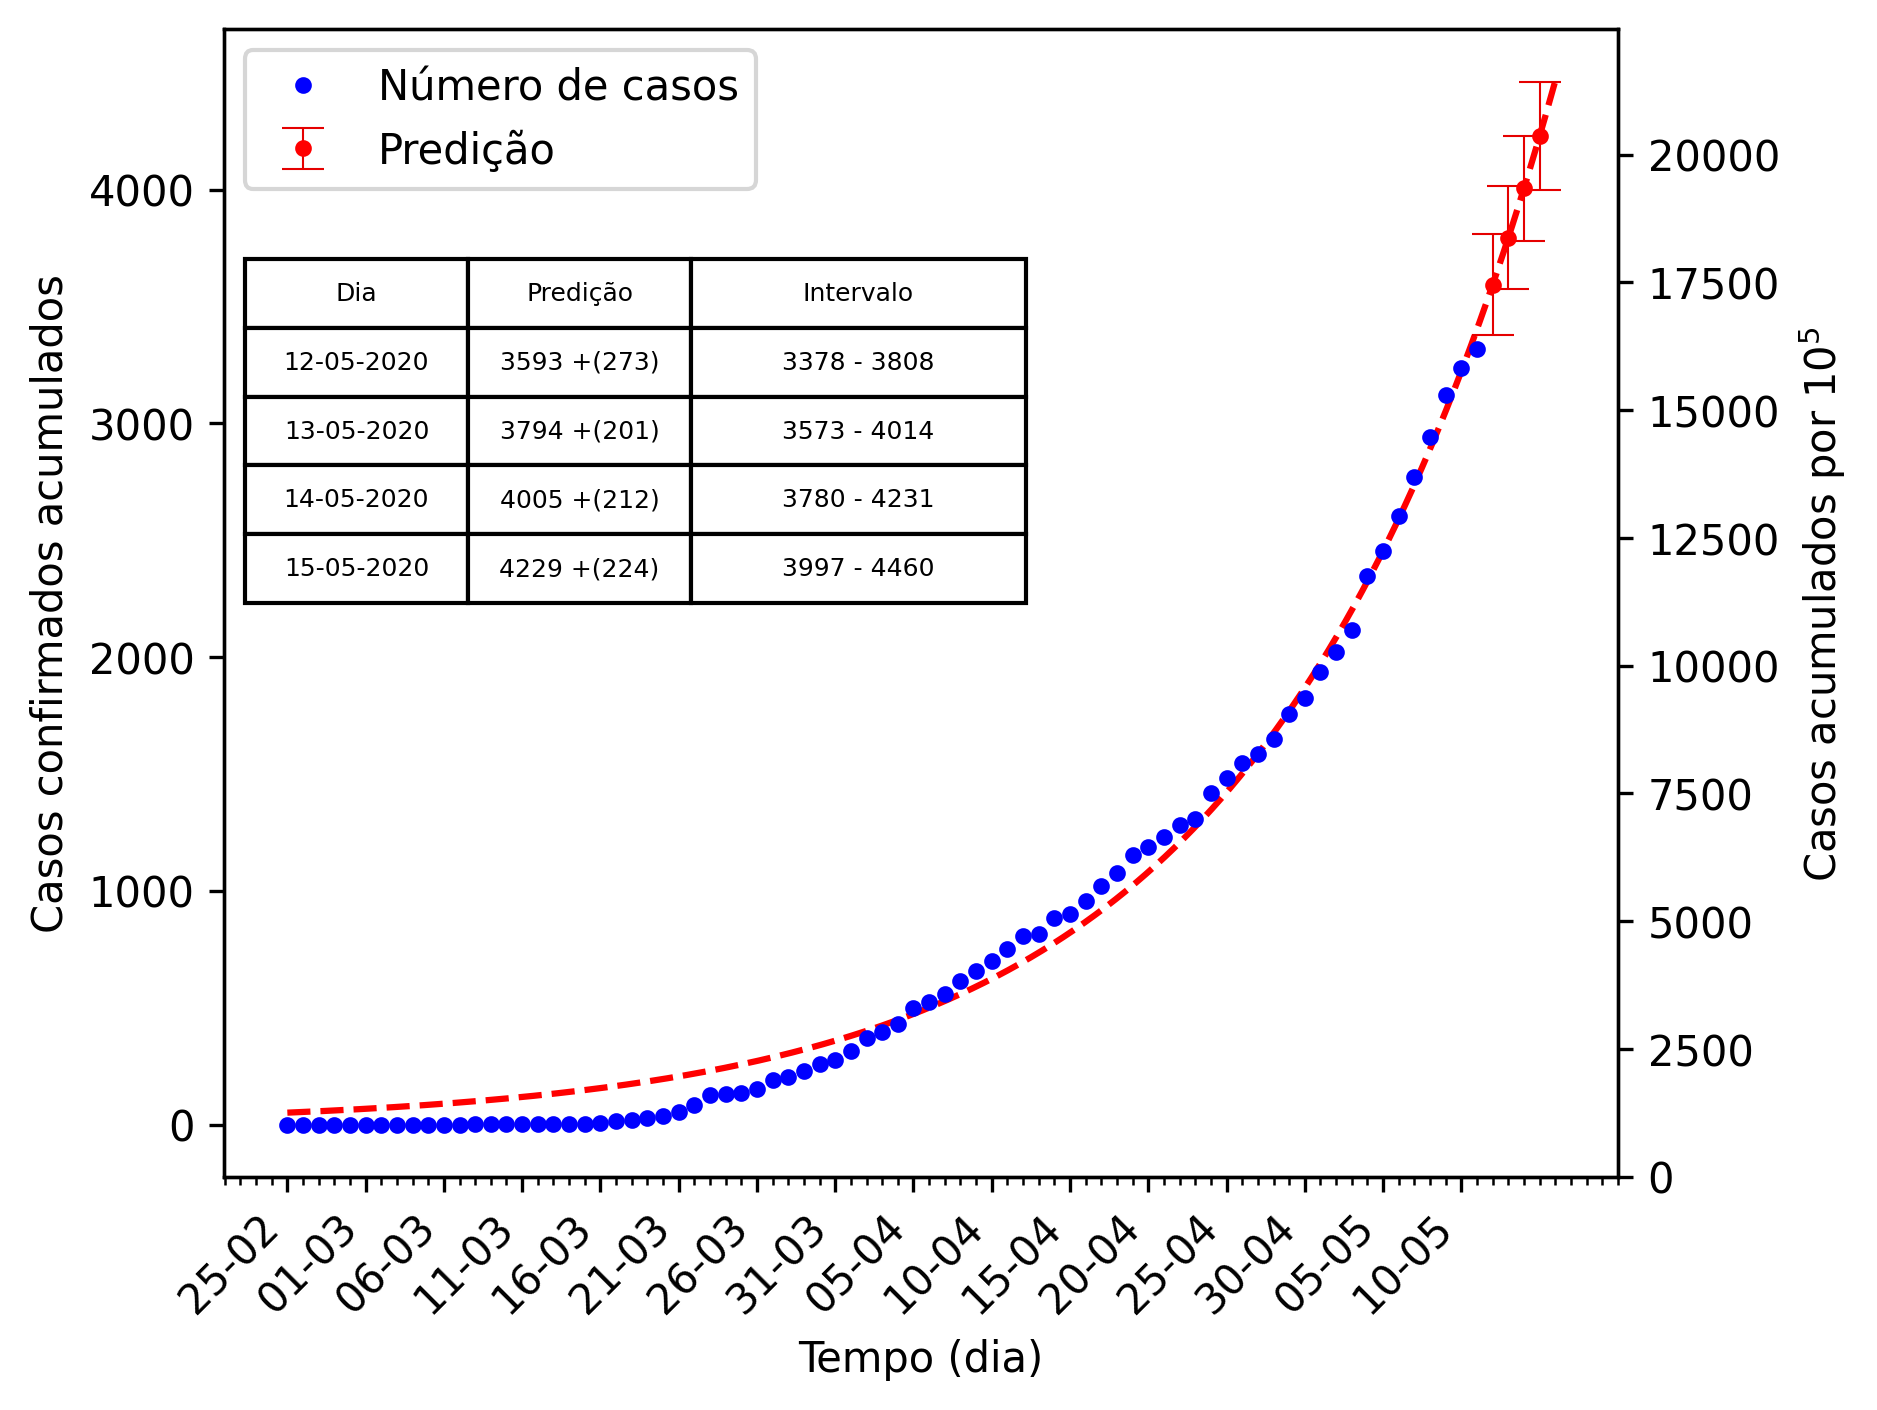 Número de casos
Predição
Dia Predição Intervalo
12-05-2020 3593 +(273) 3378 - 3808
13-05-2020 3794 +(201) 3573 - 4014
14-05-2020 4005 +(212) 3780 - 4231
15-05-2020 4229 +(224) 3997 - 4460
Casos confirmados acumulados
4000
3000
2000
1000
0
20000
17500
15000
12500
10000
7500
5000
2500
0
Casos acumulados por 10⁵
25-02 01-03 06-03 11-03 16-03 21-03 26-03 31-03 05-04 10-04 15-04 20-04 25-04 30-04 05-05 10-05
Tempo (dia)